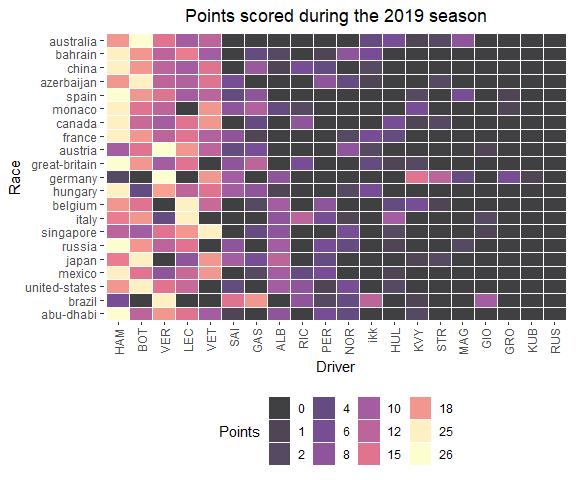 Points scored during the 2019 season
Race
australia
bahrain
china
azerbaijan
spain
monaco
canada
france
austria
great-britain
germany
hungary
belgium
italy
singapore
russia
japan
mexico
united-states
brazil
abu-dhabi
HAM BOT VER LEC VET SAI GAS ALB RIC PER NOR ikk HUL KVY STR MAG GIO GRO KUB RUS
Driver
Points
0 4 10 18
1 6 12 25
2 8 15 26